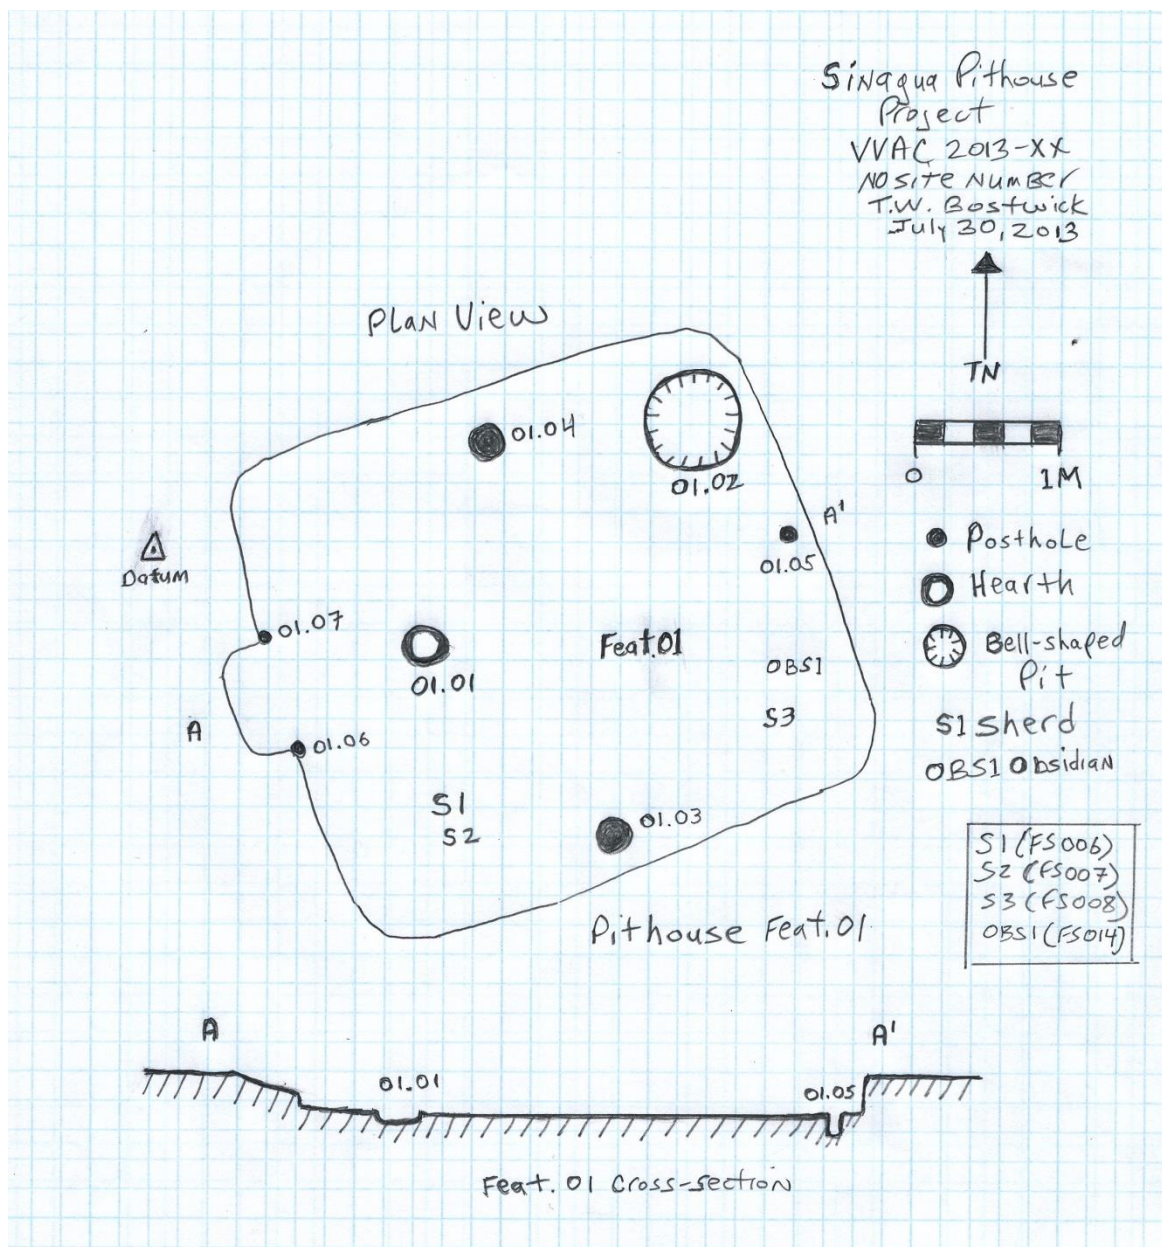 Sinagua Pithouse
Project
VVAC 2013-XX
No site Number
T.W. Bostwick
July 30, 2013
TN
0 1M
Posthole
Hearth
Bell-shaped
Pit
S1 Sherd
OBS1 Obsidian
S1 (FS006)
S2 (FS007)
S3 (FS008)
OBS1 (FS014)
Plan View
01.04
01.02
A'
01.05
Datum
01.07
01.01
Feat.01
OBS1
S3
A
01.06
S1
S2
01.03
Pithouse Feat.01
A
A'
01.01
01.05
Feat. 01 Cross-section